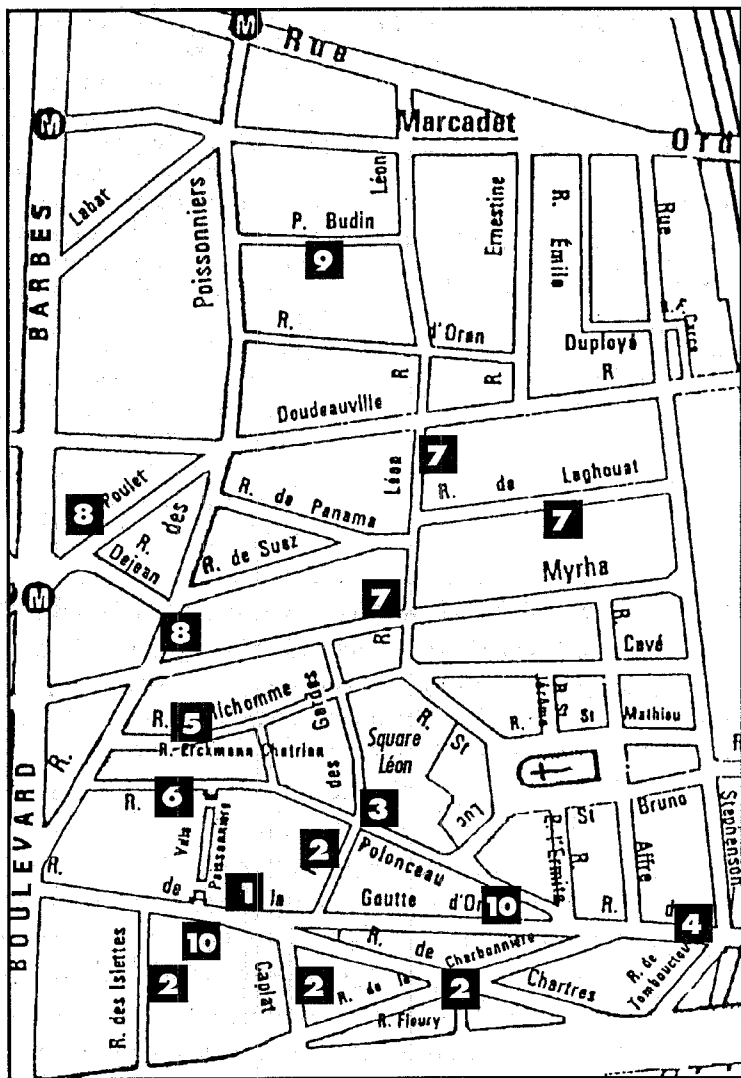 M
Rue
M
Marcadet
Ord
Labat
Léon
Poissonniers
P. Budin
Ernestine
R. Émile
Rue
9
BARBES
R. d'Oran
Duployé
R
R
R.
Doudeauville
7
Léon
R. de Laghouat
Poulet
8
R. de Panama
7
R. des
R. Dejean
R. de Suez
Myrha
M
7
8
R.
R.
Cavé
R. Richomme
Gardes
5
R. Erckmann Chatrian
des
R. St
Luc
Square
Léon
R.
Jérôme
R. St
St Mathieu
R
BOULEVARD
R.
6
R.
Villa
Poissonniers
3
2
Polonceau
R. l'Ermite
St Bruno
R. Affre
Stephenson
R.
de la
1
Goutte d'Or
10
R. d
4
10
R. de Charbonnière
R. des Islettes
2
Caplat
2
R. de la
2
Chartres
R. de
Tombouctou
R. Fleury